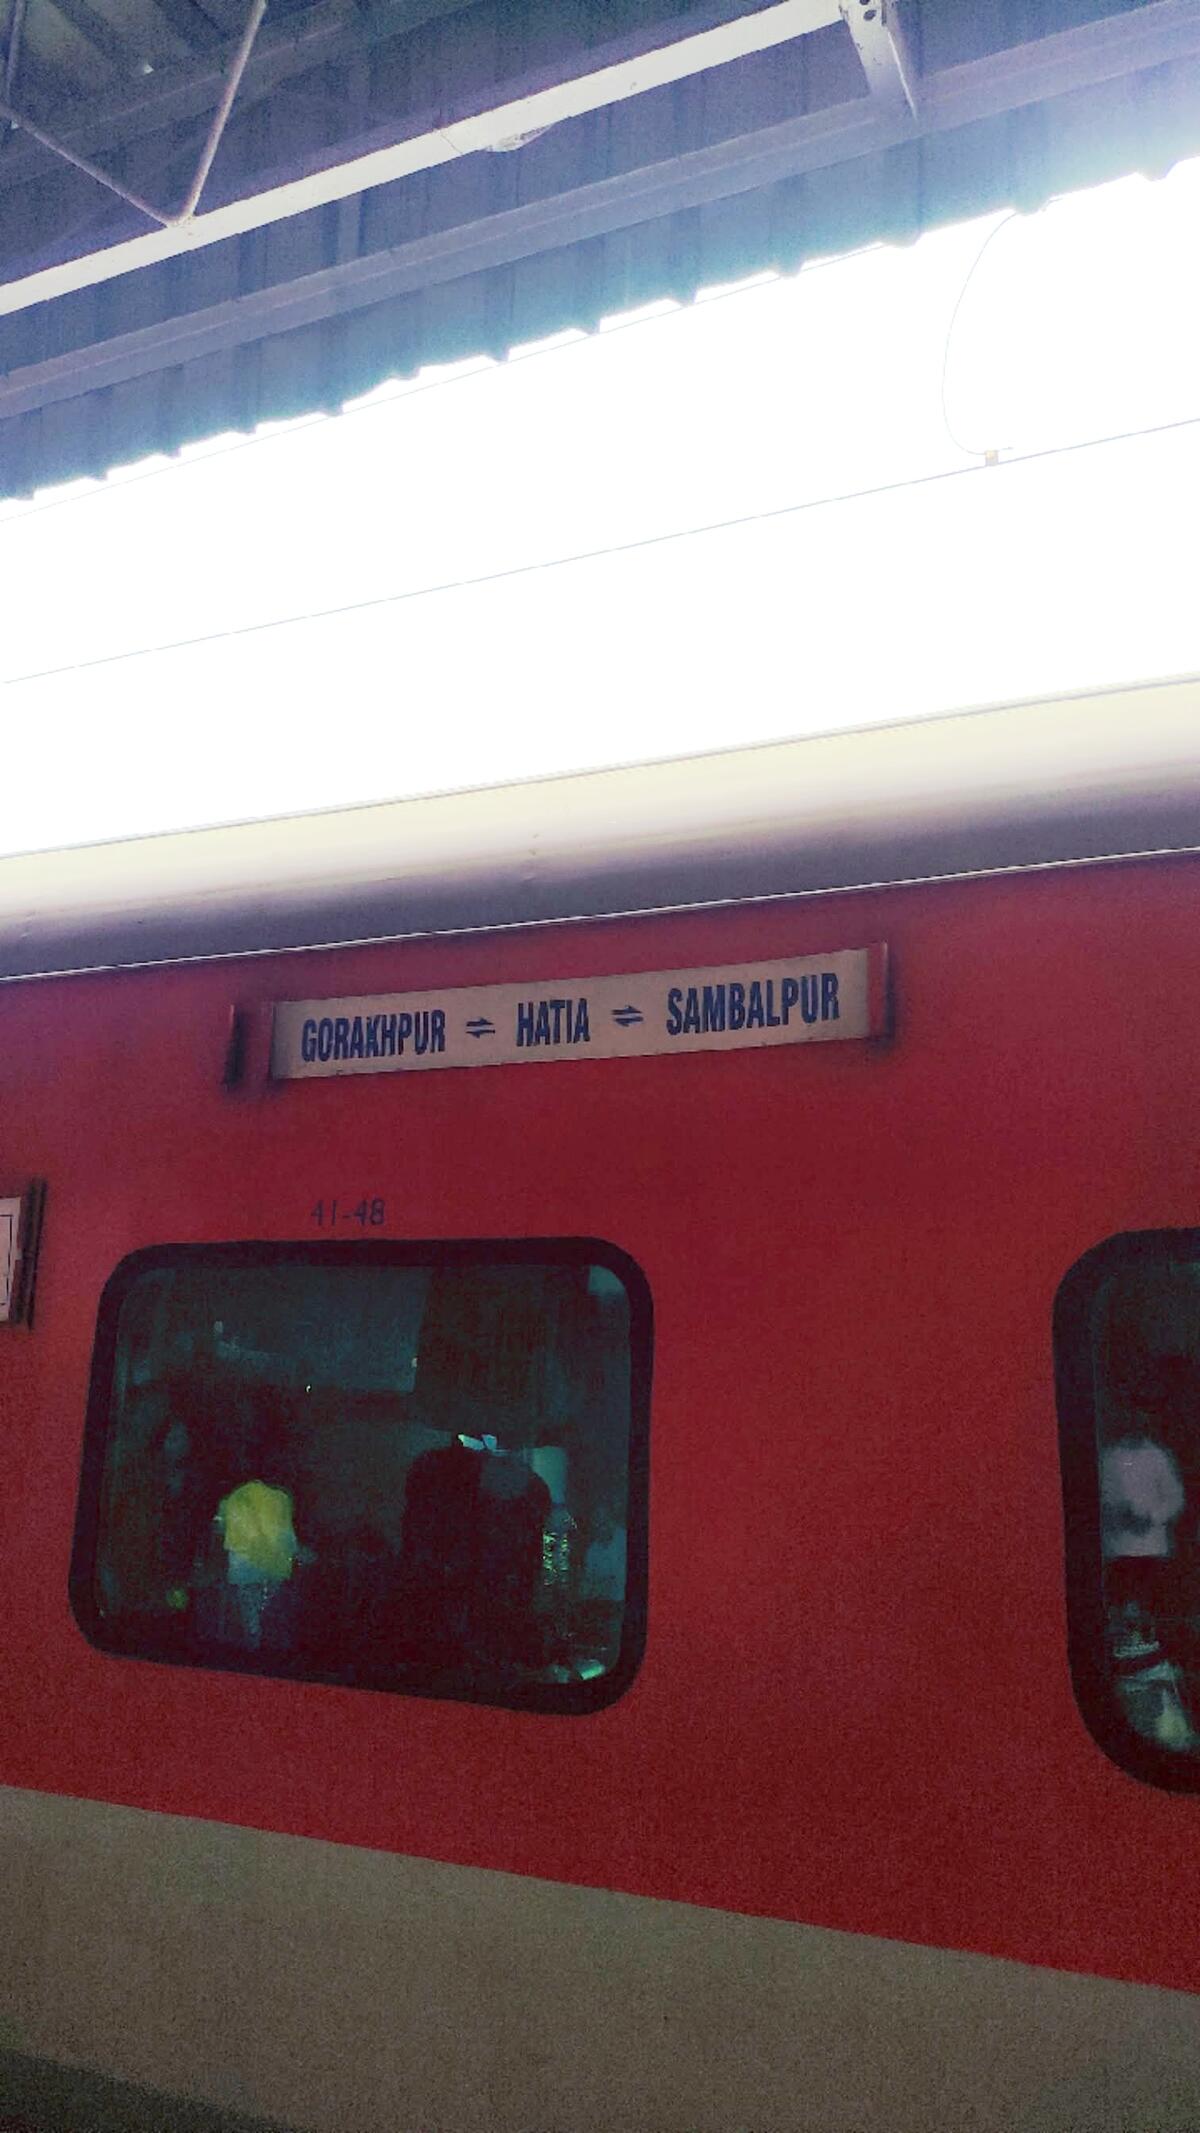 GORAKHPUR ⇌ HATIA ⇌ SAMBALPUR
41-48